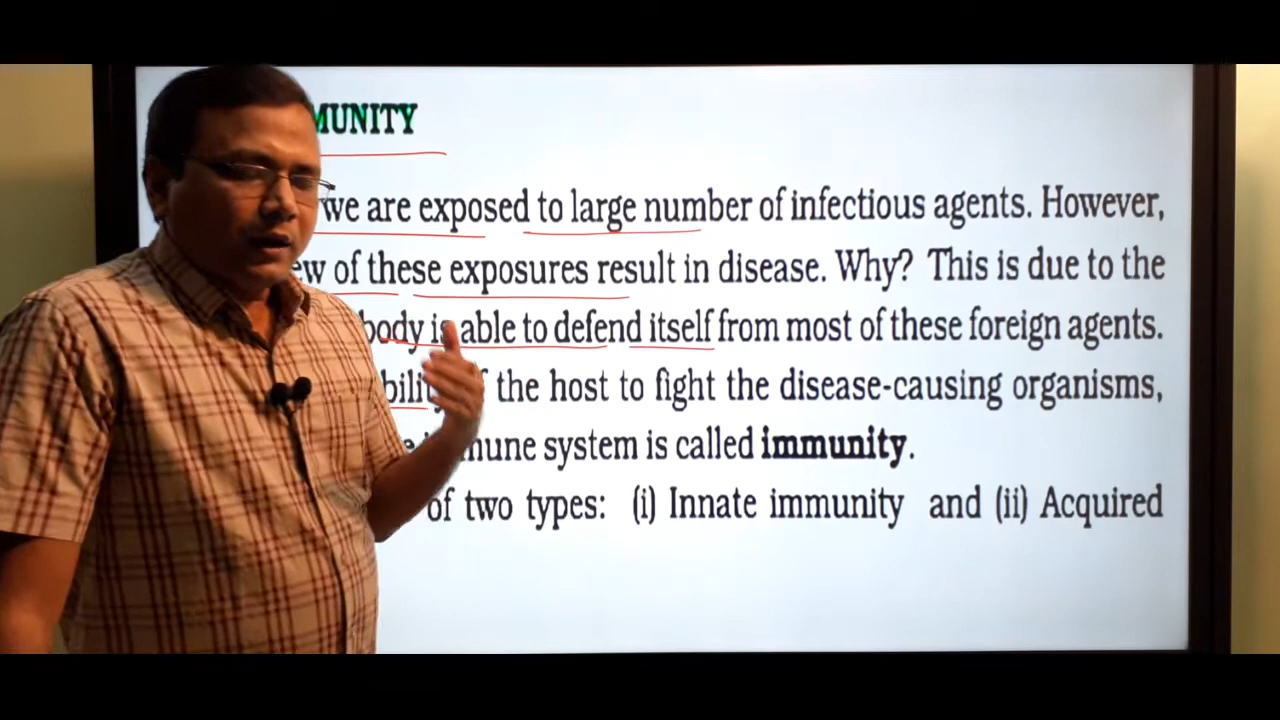 MUNITY
we are exposed to large number of infectious agents. However,
of these exposures result in disease. Why? This is due to the
body is able to defend itself from most of these foreign agents.
the host to fight the disease-causing organisms,
system is called immunity.
of two types: (i) Innate immunity and (ii) Acquired